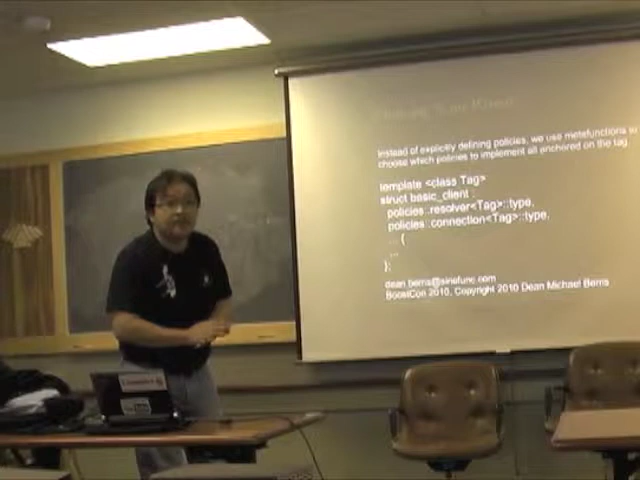 Instead of explicitly defining policies, we use metafunctions to
choose which policies to implement all anchored on the tag.
template <class Tag>
struct basic_client :
policies::resolver<Tag>::type,
policies::connection<Tag>::type,
... {
...
};
dean.berris@sinefunc.com
BoostCon 2010, Copyright 2010 Dean Michael Berris